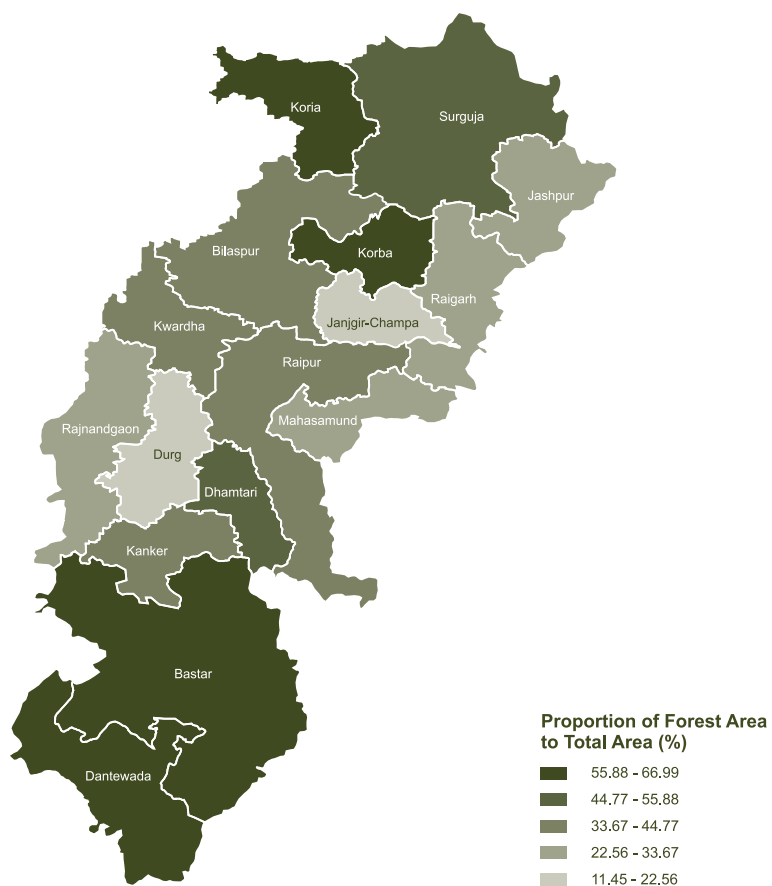 Koria
Surguja
Jashpur
Bilaspur
Korba
Raigarh
Janjgir-Champa
Kwardha
Raipur
Mahasamund
Rajnandgaon
Durg
Dhamtari
Kanker
Bastar
Dantewada
Proportion of Forest Area
to Total Area (%)
55.88 - 66.99
44.77 - 55.88
33.67 - 44.77
22.56 - 33.67
11.45 - 22.56